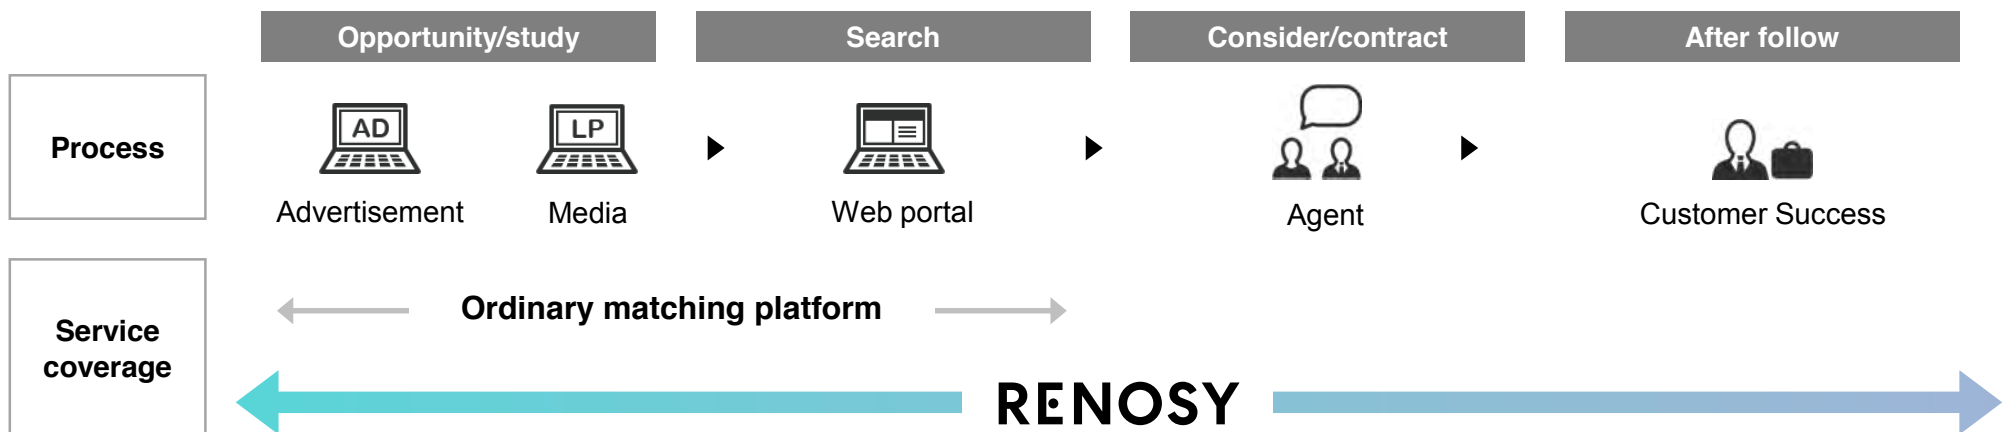 Opportunity/study
Search
Consider/contract
After follow
Process
AD
LP
Advertisement
Media
Web portal
Agent
Customer Success
Service
coverage
Ordinary matching platform
RENOSY